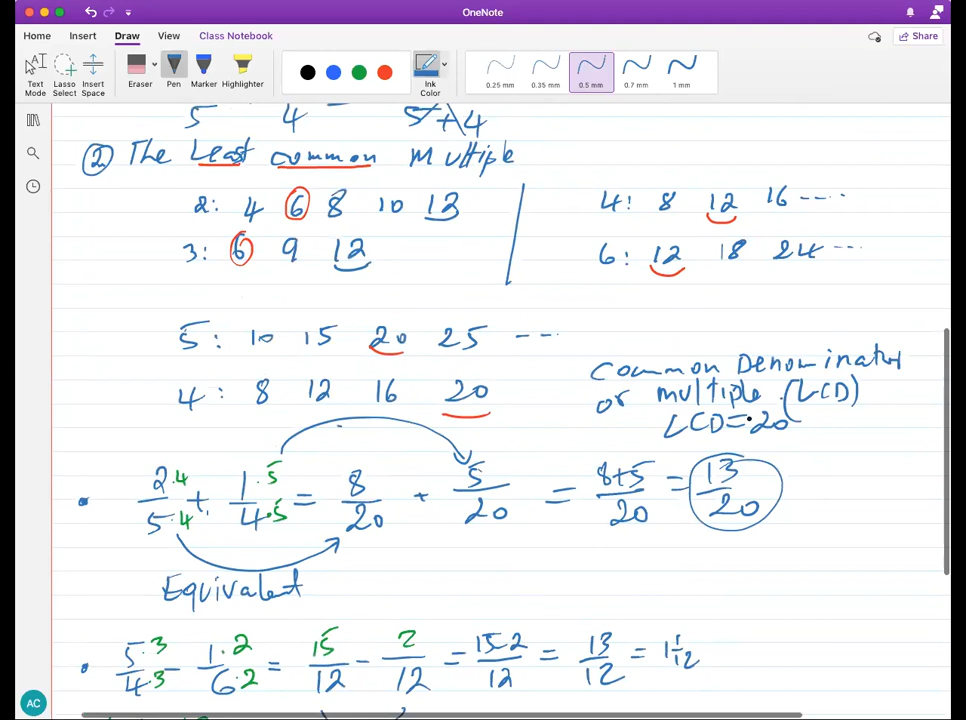 OneNote
Home Insert Draw View Class Notebook
Share
Text Mode
Lasso Select
Insert Space
Eraser
Pen
Marker
Highlighter
Ink Color
0.25 mm 0.35 mm 0.5 mm 0.7 mm 1 mm
5 4 5+4
② The Least common Multiple
2: 4 6 8 10 12
3: 6 9 12
4: 8 12 16 ----
6: 12 18 24 ---
5: 10 15 20 25 ---
4: 8 12 16 20
Common Denominator
or multiple (LCD)
LCD = 20
2·4/5·4 + 1·5/4·5 = 8/20 + 5/20 = 8+5/20 = 13/20
Equivalent
5·3/4·3 - 1·2/6·2 = 15/12 - 2/12 = 15-2/12 = 13/12 = 1 1/12
AC